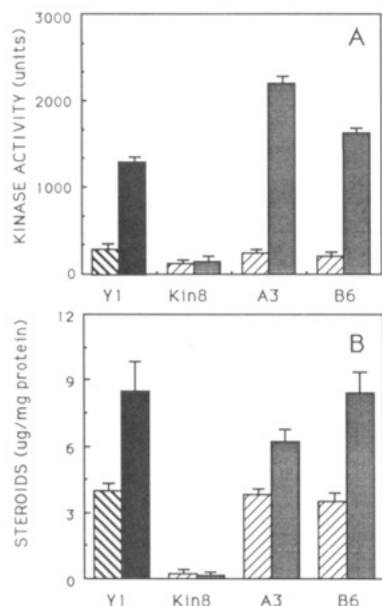 A
KINASE ACTIVITY (units)
3000
2000
1000
0
Y1 Kin8 A3 B6
B
STEROIDS (ug/mg protein)
12
9
6
3
0
Y1 Kin8 A3 B6